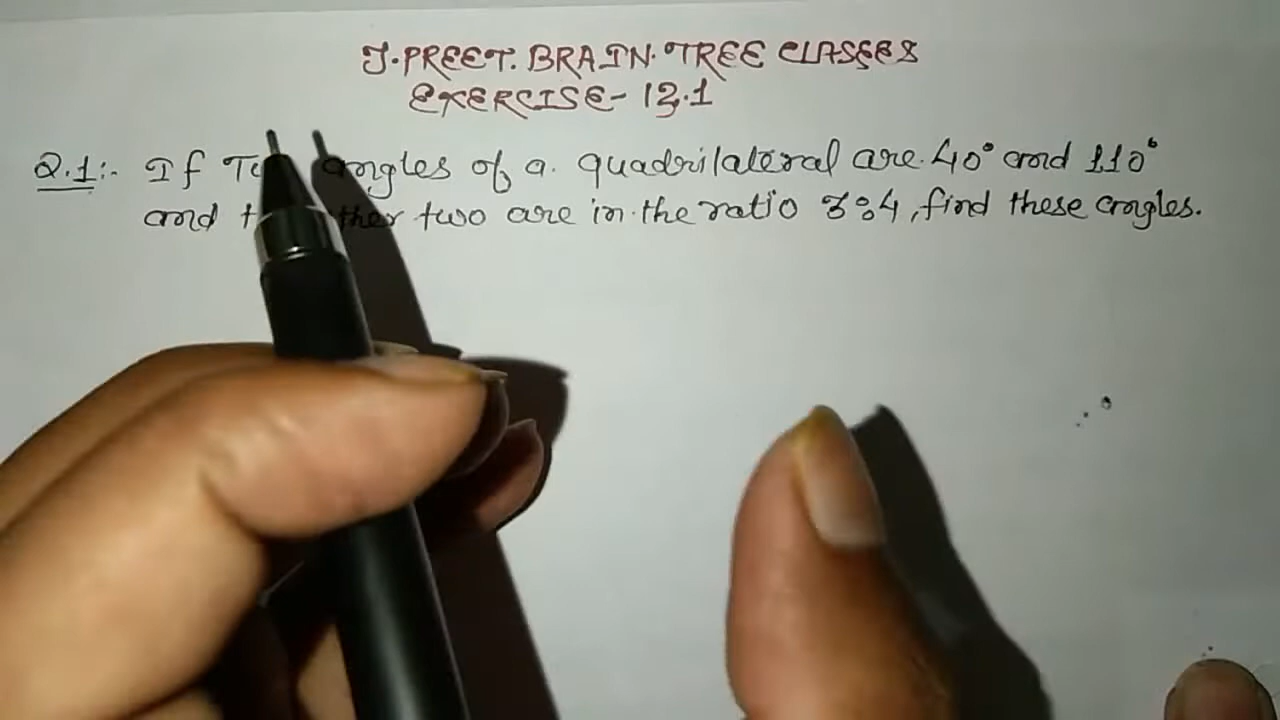 J.PREET. BRAIN. TREE CLASSES
EXERCISE- 13.1
Q.1:- If angles of a. quadrilateral are. 40° and 110°
and two are in the ratio 3:4, find these angles.